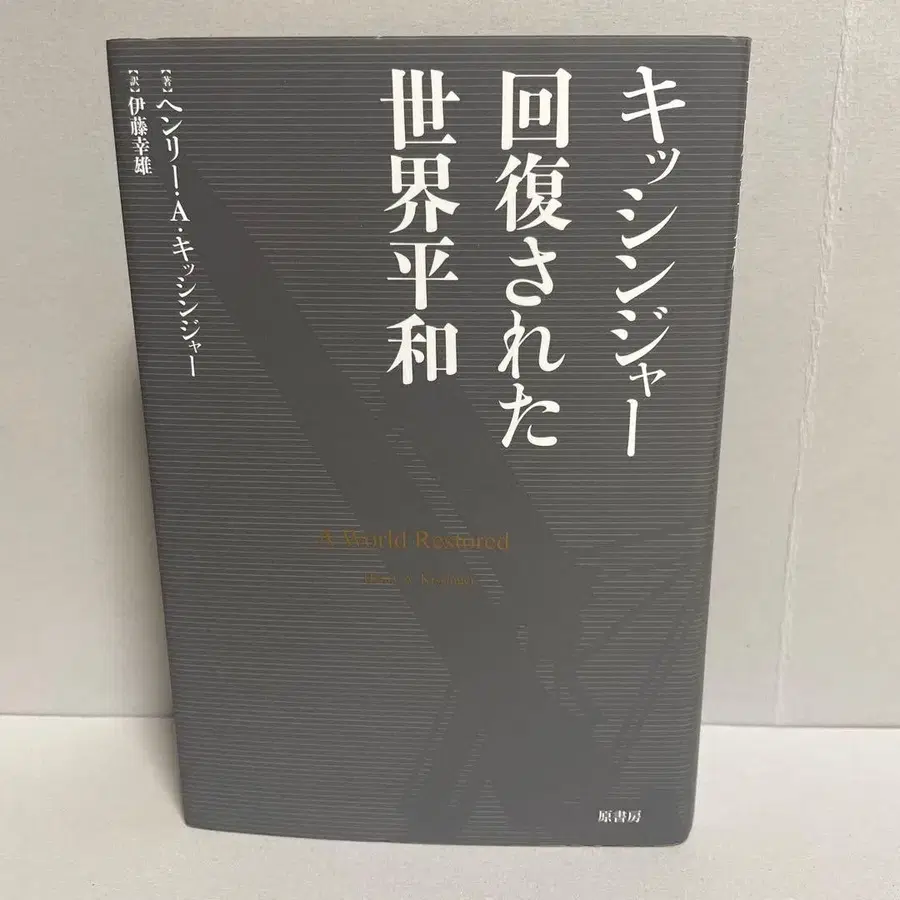 キッシンジャー
回復された
世界平和
【著】ヘンリー・A・キッシンジャー
【訳】伊藤幸雄
A World Restored
Henry A. Kissinger
原書房